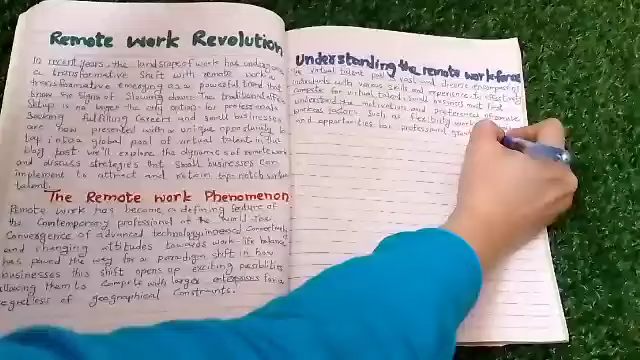 Remote work Revolution
In recent years, the landscape of work has undergone
a transformative shift with remote work
transformative emerging as a powerful trend that
show no signs of slowing down. The traditional office
Setup is no longer the only option for professionals
Seeking fulfilling Career and small businesses
are now presented with a unique opportunity to
tap into a global pool of virtual talent. In this
blog post we'll explore the dynamics of remote work
and discuss strategies that small businesses can
implement to attract and retain top-notch virtual
talent.
The Remote work Phenomenon
Remote work has become a defining feature of
the Contemporary professional of the world. The
Convergence of advanced technology, improved connectivity
and changing attitudes towards work-life balance
has paved the way for a paradigm shift in how
businesses this shift opens up exciting possibilities
allowing them to Compete with larger enterprises for
regardless of geographical Constraints.
Understanding the remote workforce
The virtual talent pool is vast and diverse encompassing
individuals with various skills and experience. To effectively
Compete for virtual talent, small business must first
understand the motivations and preferences of remote
workers factors such as flexibility
and opportunities for professional